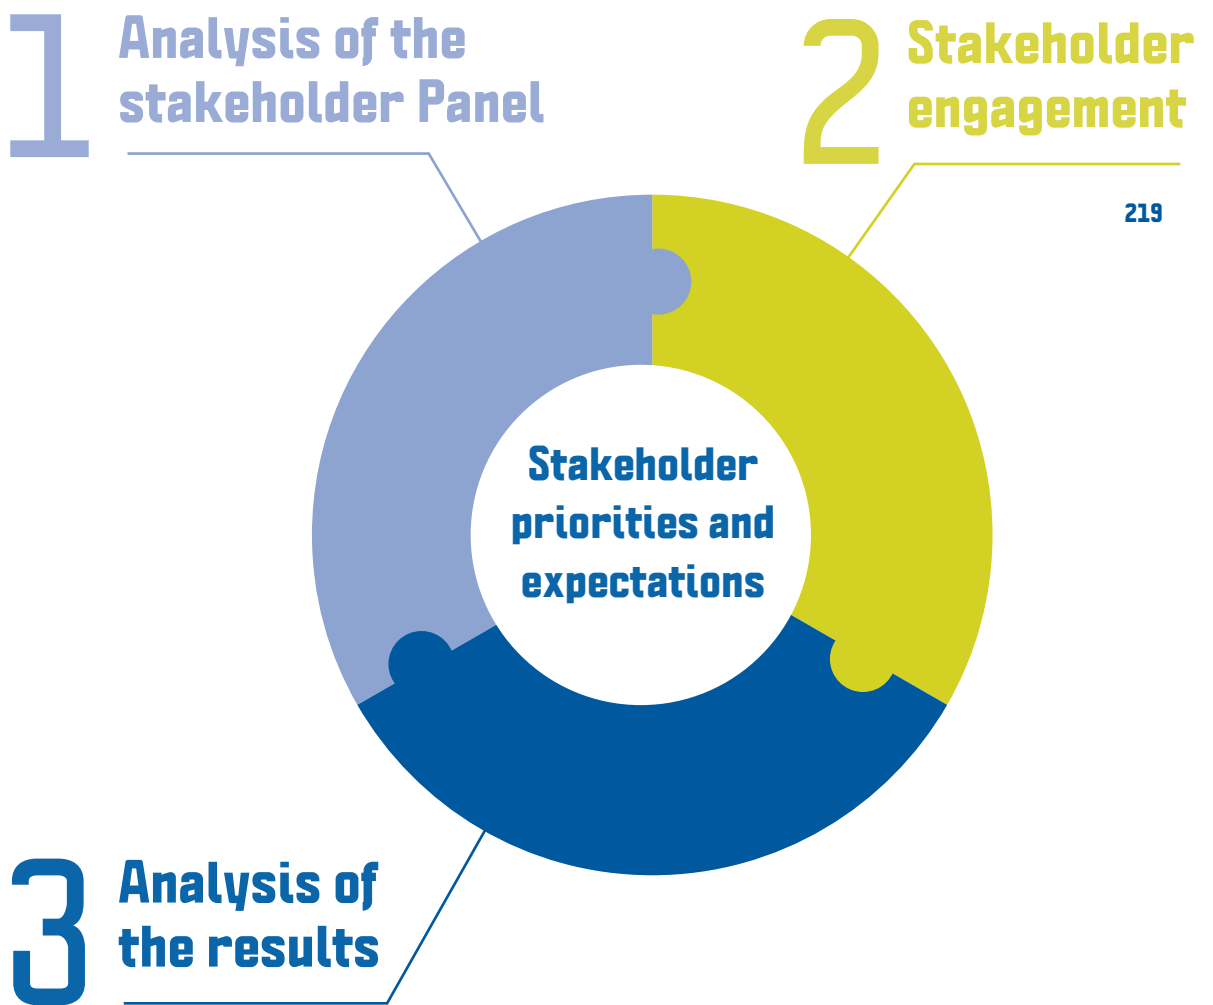 1
Analysis of the
stakeholder Panel
2
Stakeholder
engagement
219
Stakeholder
priorities and
expectations
3
Analysis of
the results